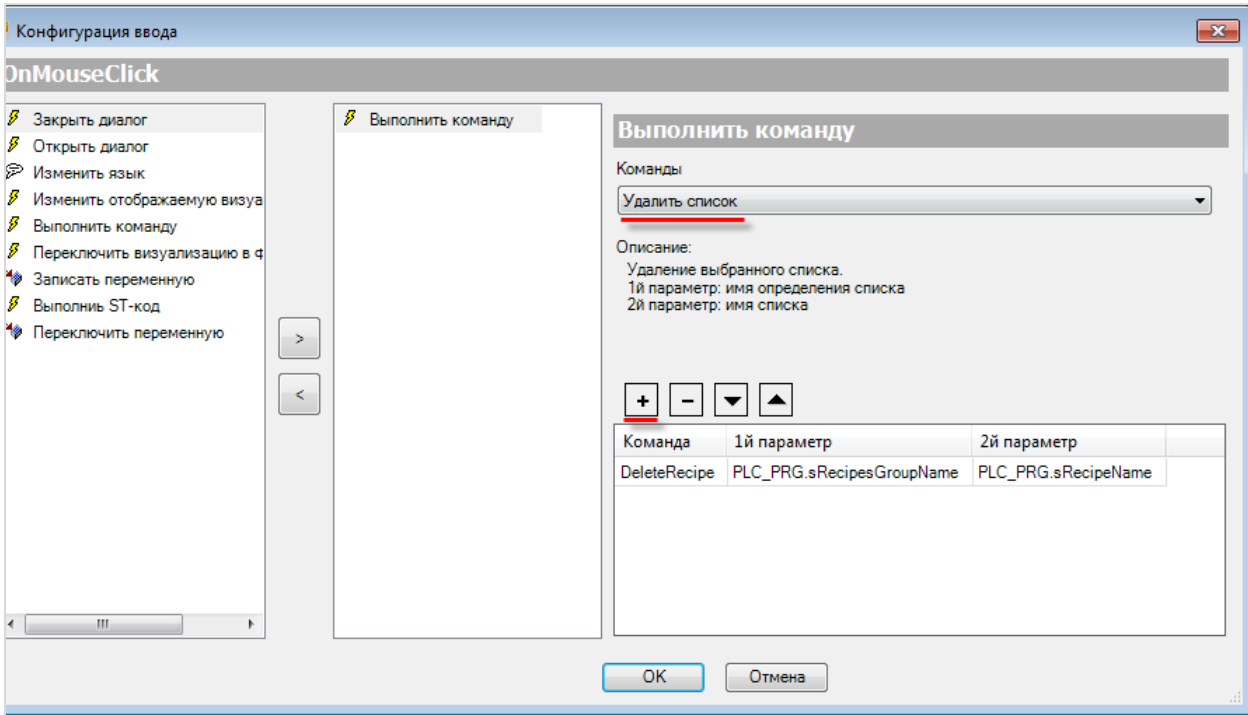 Конфигурация ввода
OnMouseClick
Закрыть диалог
Открыть диалог
Изменить язык
Изменить отображаемую визуа
Выполнить команду
Переключить визуализацию в ф
Записать переменную
Выполниь ST-код
Переключить переменную
>
<
Выполнить команду
Выполнить команду
Команды
Удалить список
Описание:
Удаление выбранного списка.
1й параметр: имя определения списка
2й параметр: имя списка
Команда 1й параметр 2й параметр
DeleteRecipe PLC_PRG.sRecipesGroupName PLC_PRG.sRecipeName
OK Отмена